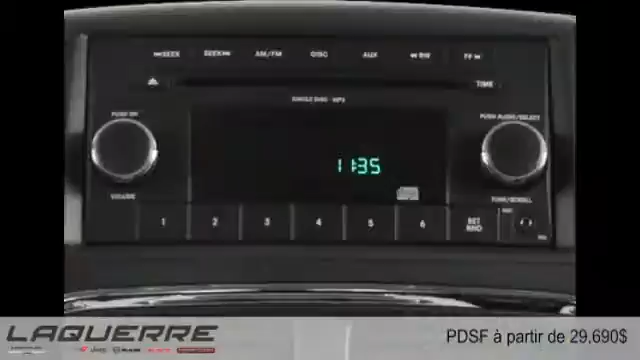 SEEK SEEK AM/FM DISC AUX RW FF
TIME
SINGLE DISC - MP3
PUSH ON PUSH AUDIO/SELECT
11:35
VOLUME TUNE/SCROLL
1 2 3 4 5 6 SET RND
LAQUERRE
PDSF à partir de 29.690$